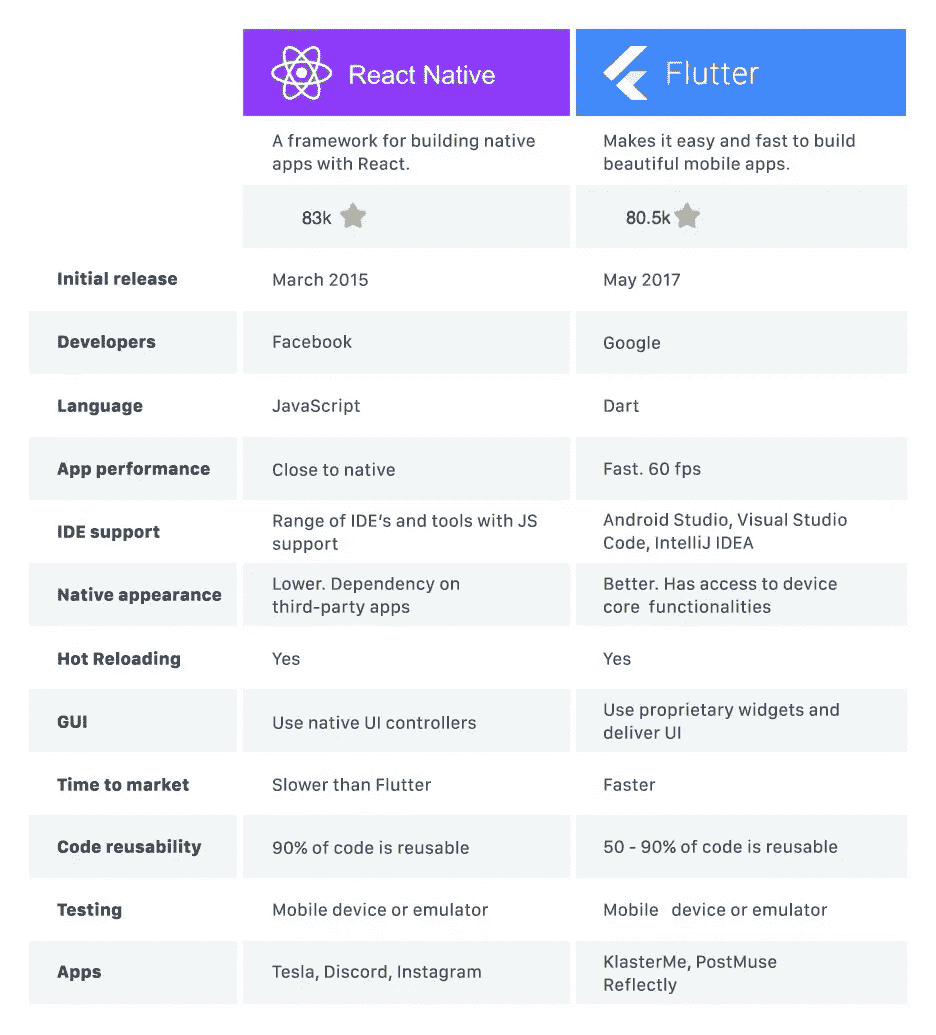 React Native
Flutter
A framework for building native
apps with React.
Makes it easy and fast to build
beautiful mobile apps.
83k
80.5k
Initial release
March 2015
May 2017
Developers
Facebook
Google
Language
JavaScript
Dart
App performance
Close to native
Fast. 60 fps
IDE support
Range of IDE's and tools with JS
support
Android Studio, Visual Studio
Code, IntelliJ IDEA
Native appearance
Lower. Dependency on
third-party apps
Better. Has access to device
core functionalities
Hot Reloading
Yes
Yes
GUI
Use native UI controllers
Use proprietary widgets and
deliver UI
Time to market
Slower than Flutter
Faster
Code reusability
90% of code is reusable
50 - 90% of code is reusable
Testing
Mobile device or emulator
Mobile device or emulator
Apps
Tesla, Discord, Instagram
KlasterMe, PostMuse
Reflectly